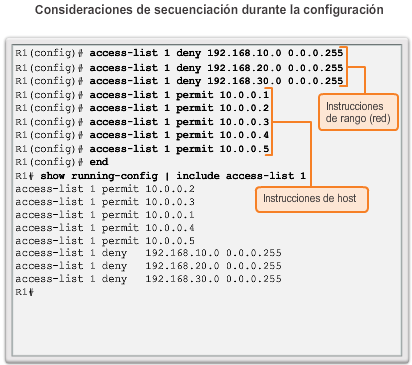 Consideraciones de secuenciación durante la configuración
R1(config)# access-list 1 deny 192.168.10.0 0.0.0.255
R1(config)# access-list 1 deny 192.168.20.0 0.0.0.255
R1(config)# access-list 1 deny 192.168.30.0 0.0.0.255
R1(config)# access-list 1 permit 10.0.0.1
R1(config)# access-list 1 permit 10.0.0.2
R1(config)# access-list 1 permit 10.0.0.3
R1(config)# access-list 1 permit 10.0.0.4
R1(config)# access-list 1 permit 10.0.0.5
R1(config)# end
R1# show running-config | include access-list 1
access-list 1 permit 10.0.0.2
access-list 1 permit 10.0.0.3
access-list 1 permit 10.0.0.1
access-list 1 permit 10.0.0.4
access-list 1 permit 10.0.0.5
access-list 1 deny   192.168.10.0 0.0.0.255
access-list 1 deny   192.168.20.0 0.0.0.255
access-list 1 deny   192.168.30.0 0.0.0.255
R1#
Instrucciones
de rango (red)
Instrucciones de host